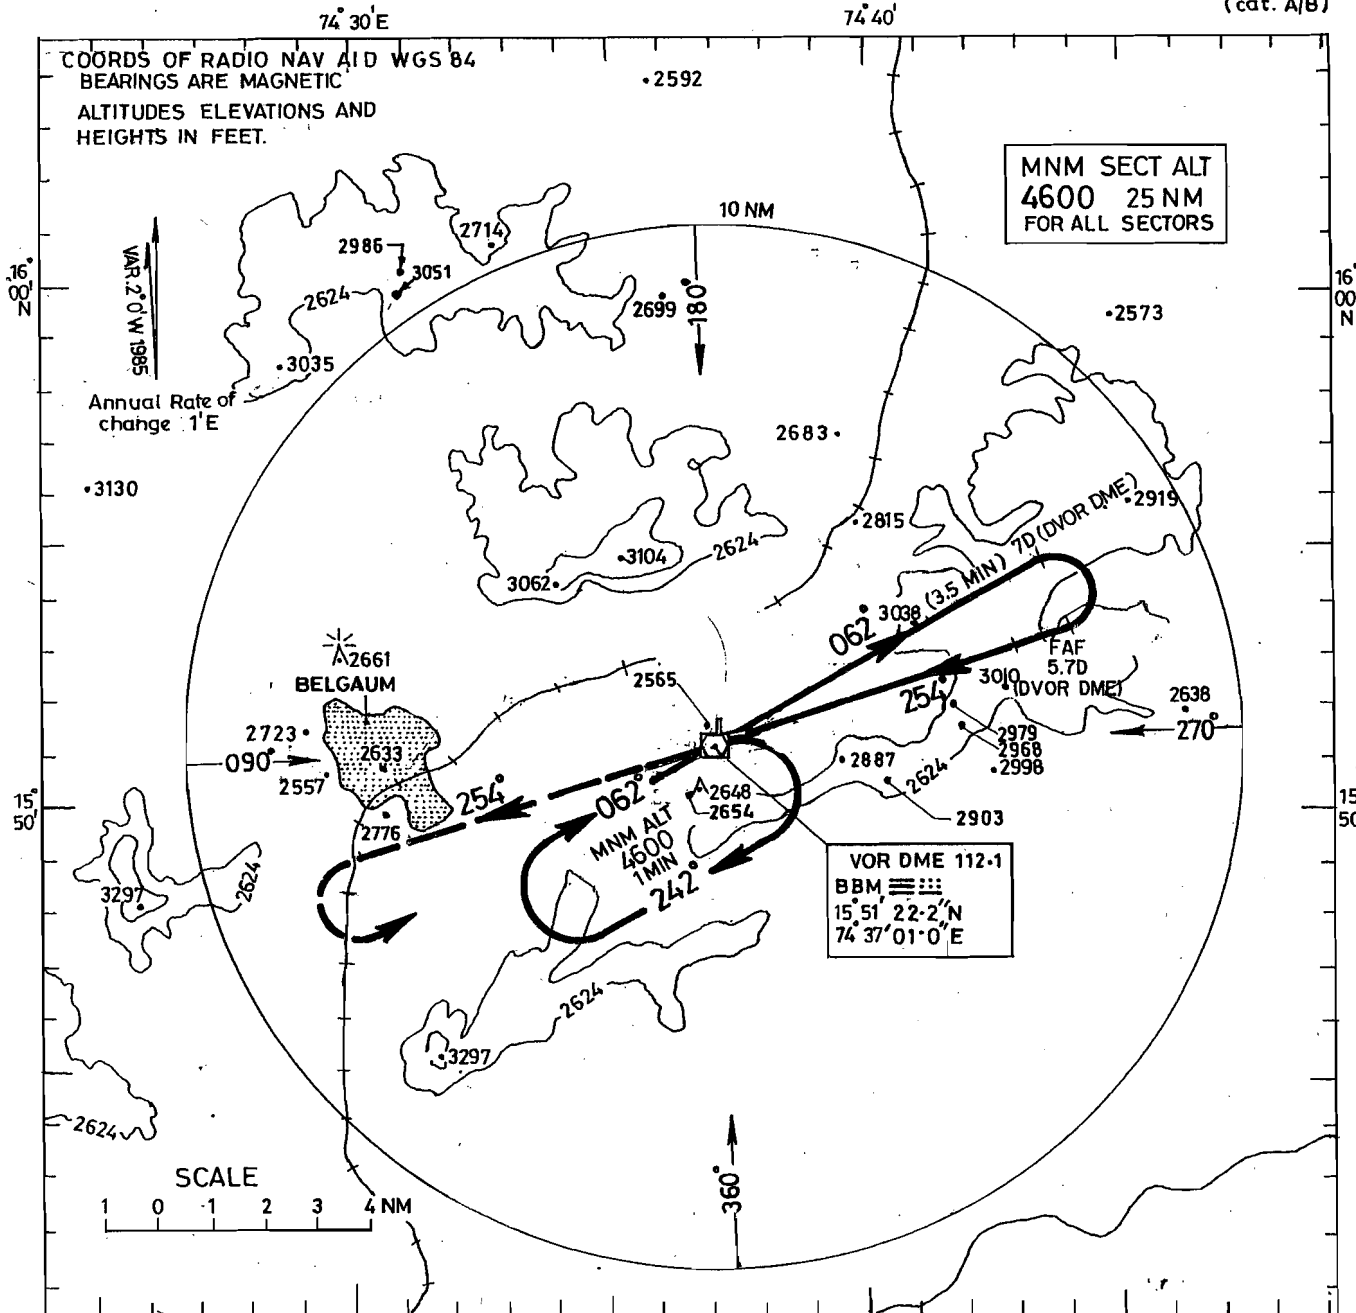 (cat. A/B)
74° 30'E
74° 40'
COORDS OF RADIO NAV AID WGS 84
BEARINGS ARE MAGNETIC
ALTITUDES ELEVATIONS AND
HEIGHTS IN FEET.
2592
MNM SECT ALT
4600 25 NM
FOR ALL SECTORS
10 NM
2714
2986
3051
2624
2699
180°
16°
00'
N
16°
00
N
VAR. 2°0'W 1985
2573
3035
Annual Rate of
change 1'E
2683
3130
2919
2815
7D (DVOR DME)
(3.5 MIN)
2624
3104
3062
3038
062°
FAF
5.7D
(DVOR DME)
3010
254°
2661
BELGAUM
2565
2638
270°
2723
2979
2968
2998
2887
2624
2633
090°
2557
254°
062°
2648
2654
2903
15°
50'
15
50
2776
MNM ALT
4600
1 MIN
242°
VOR DME 112.1
BBM
15°51' 22.2"N
74°37'01.0"E
3297
2624
2624
3297
2624
360°
SCALE
1 0 1 2 3 4 NM